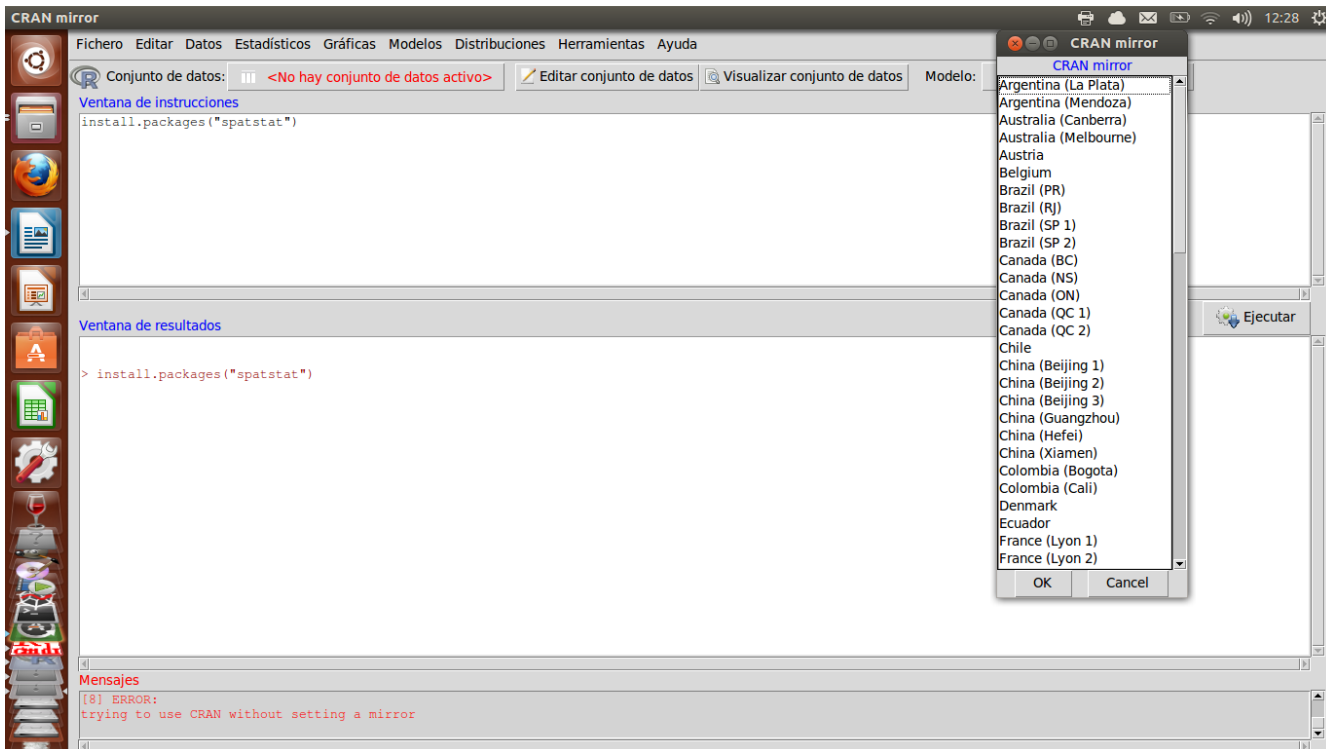 CRAN mirror
12:28
Fichero Editar Datos Estadísticos Gráficas Modelos Distribuciones Herramientas Ayuda
R Conjunto de datos: <No hay conjunto de datos activo> Editar conjunto de datos Visualizar conjunto de datos Modelo:
Ventana de instrucciones
install.packages("spatstat")
Ejecutar
Ventana de resultados
> install.packages("spatstat")
Mensajes
[8] ERROR:
trying to use CRAN without setting a mirror
CRAN mirror
CRAN mirror
Argentina (La Plata)
Argentina (Mendoza)
Australia (Canberra)
Australia (Melbourne)
Austria
Belgium
Brazil (PR)
Brazil (RJ)
Brazil (SP 1)
Brazil (SP 2)
Canada (BC)
Canada (NS)
Canada (ON)
Canada (QC 1)
Canada (QC 2)
Chile
China (Beijing 1)
China (Beijing 2)
China (Beijing 3)
China (Guangzhou)
China (Hefei)
China (Xiamen)
Colombia (Bogota)
Colombia (Cali)
Denmark
Ecuador
France (Lyon 1)
France (Lyon 2)
OK Cancel